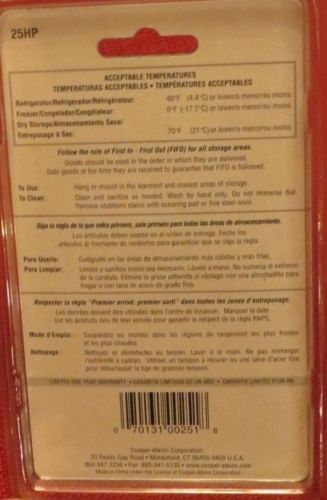 25HP
ACCEPTABLE TEMPERATURES
TEMPERATURAS ACCEPTABLES • TEMPÉRATURES ACCEPTABLES
Refrigerator/Refrigerador/Réfrigérateur: 40°F (4.4°C) or lower/o menor/ou moins
Freezer/Congelador/Congélateur: 0°F (-17.7°C) or lower/o menor/ou moins
Dry Storage/Almacenamiento Seco/
Entreposage à Sec: 70°F (21°C) or lower/o menor/ou moins
Follow the rule of First In - First Out (FIFO) for all storage areas.
Goods should be used in the order in which they are delivered.
Date goods at the time they are received to guarantee that FIFO is followed.
To Use: Hang or mount in the warmest and coolest areas of storage.
To Clean: Clean and sanitize as needed. Wash by hand only. Do not immerse dial.
Remove stubborn stains with scouring pad or fine steel wool.
Siga la regla de lo que entra primero, sale primero para todas las áreas de almacenamiento.
Los artículos deben usarse en el orden de entrega. Feche los
artículos al momento de recibirlos para garantizar que se siga la regla.
Para Usarlo: Cuélguelo en las áreas de almacenamiento más cálidas y más frías.
Para Limpiar: Limpie y sanifice como sea necesario. Lávelo a mano. No sumerja el extremo
de la carátula. Elimine la grasa adherida al vástago con una almohadita para
fregar o con lana de acero de grado fino.
Respecter la règle "Premier arrivé, premier sorti" dans toutes les zones d'entreposage.
Les denrées doivent être utilisées dans l'ordre de livraison. Marquer la date
sur les produits lors de leur arrivée pour garantir le respect de la règle PAPS.
Mode d'Emploi: Suspendre ou monter dans les régions de rangement les plus froides
et les plus chaudes.
Nettoyage: Nettoyez et désinfectez au besoin. Laver à la main. Ne pas immerger
l'extrémité à cadran. Utiliser un tampon à récurer ou une laine d'acier fine
pour débarrasser la tige de graisses tenaces.
LIMITED ONE YEAR WARRANTY • GARANTÍA LIMITADA DE UN AÑO • GARANTIE LIMITÉE D'UN AN
0 70131 00251 8
Cooper-Atkins Corporation
33 Reeds Gap Road • Middlefield, CT 06455-0450 U.S.A.
860-347-2256 • Fax: 860-347-5135 • www.cooper-atkins.com
Made in China under the License of Cooper-Atkins Corporation